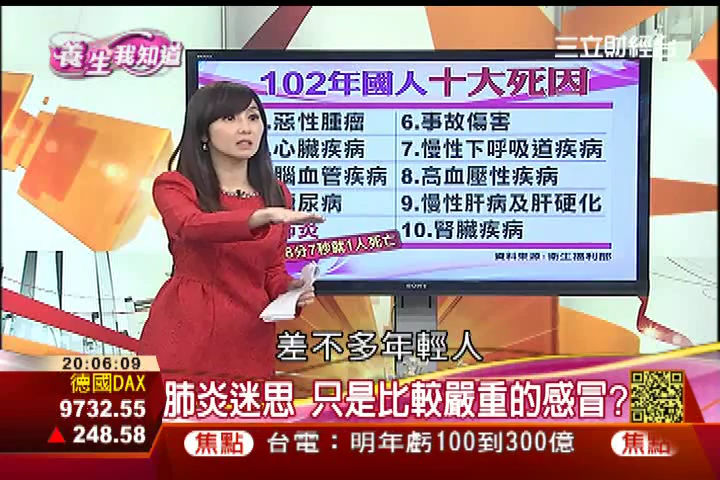 養生我知道
三立財經台
102年國人十大死因
.惡性腫瘤
6.事故傷害
.心臟疾病
7.慢性下呼吸道疾病
腦血管疾病
8.高血壓性疾病
尿病
9.慢性肝病及肝硬化
肺炎
10.腎臟疾病
8分7秒就1人死亡
資料來源:衛生福利部
SONY
差不多年輕人
20:06:09
德國DAX
9732.55
▲248.58
肺炎迷思 只是比較嚴重的感冒?
焦點
台電:明年虧100到300億
焦點